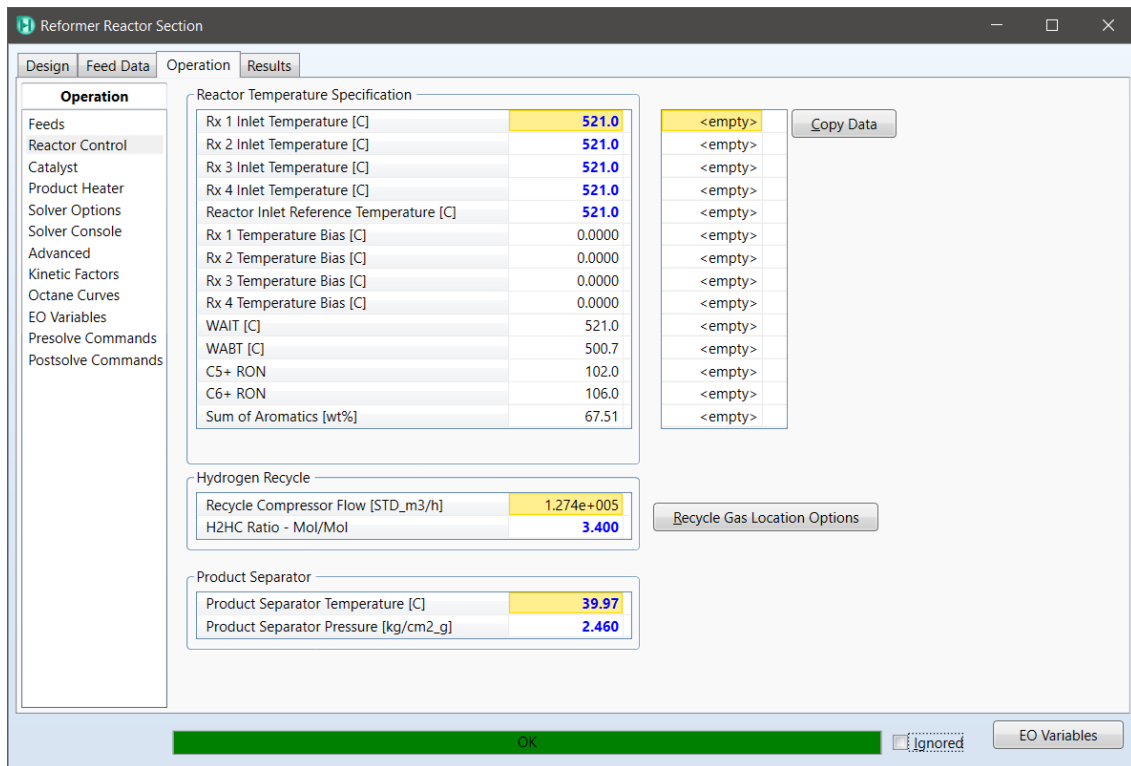 Reformer Reactor Section
Design Feed Data Operation Results
Operation
Feeds
Reactor Control
Catalyst
Product Heater
Solver Options
Solver Console
Advanced
Kinetic Factors
Octane Curves
EO Variables
Presolve Commands
Postsolve Commands
Reactor Temperature Specification
Rx 1 Inlet Temperature [C] 521.0 <empty>
Rx 2 Inlet Temperature [C] 521.0 <empty>
Rx 3 Inlet Temperature [C] 521.0 <empty>
Rx 4 Inlet Temperature [C] 521.0 <empty>
Reactor Inlet Reference Temperature [C] 521.0 <empty>
Rx 1 Temperature Bias [C] 0.0000 <empty>
Rx 2 Temperature Bias [C] 0.0000 <empty>
Rx 3 Temperature Bias [C] 0.0000 <empty>
Rx 4 Temperature Bias [C] 0.0000 <empty>
WAIT [C] 521.0 <empty>
WABT [C] 500.7 <empty>
C5+ RON 102.0 <empty>
C6+ RON 106.0 <empty>
Sum of Aromatics [wt%] 67.51 <empty>
Copy Data
Hydrogen Recycle
Recycle Compressor Flow [STD_m3/h] 1.274e+005
H2HC Ratio - Mol/Mol 3.400
Recycle Gas Location Options
Product Separator
Product Separator Temperature [C] 39.97
Product Separator Pressure [kg/cm2_g] 2.460
OK
Ignored
EO Variables